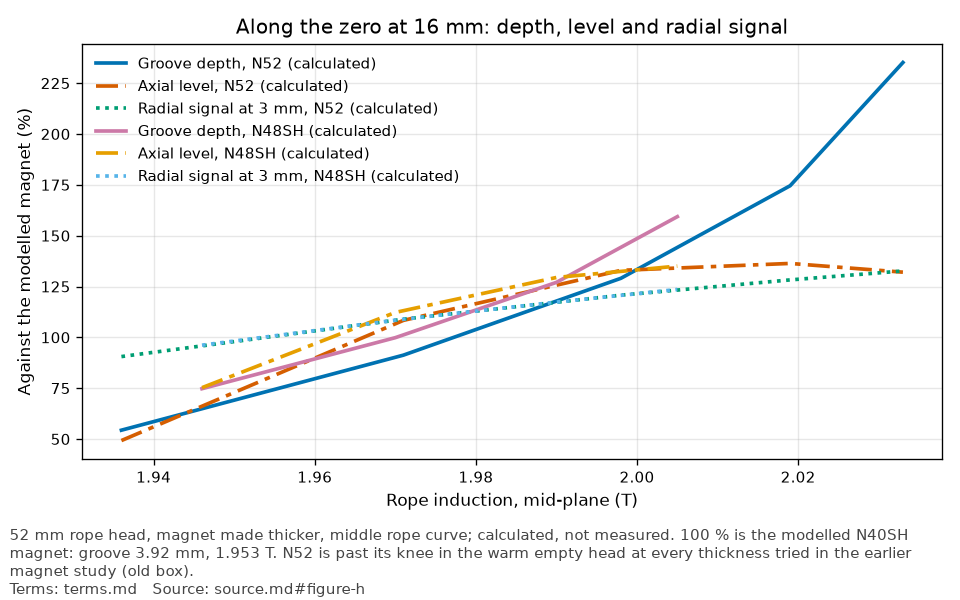 Along the zero at 16 mm: depth, level and radial signal
Against the modelled magnet (%)
225
200
175
150
125
100
75
50
Groove depth, N52 (calculated)
Axial level, N52 (calculated)
Radial signal at 3 mm, N52 (calculated)
Groove depth, N48SH (calculated)
Axial level, N48SH (calculated)
Radial signal at 3 mm, N48SH (calculated)
1.94 1.96 1.98 2.00 2.02
Rope induction, mid-plane (T)
52 mm rope head, magnet made thicker, middle rope curve; calculated, not measured. 100 % is the modelled N40SH
magnet: groove 3.92 mm, 1.953 T. N52 is past its knee in the warm empty head at every thickness tried in the earlier
magnet study (old box).
Terms: terms.md Source: source.md#figure-h